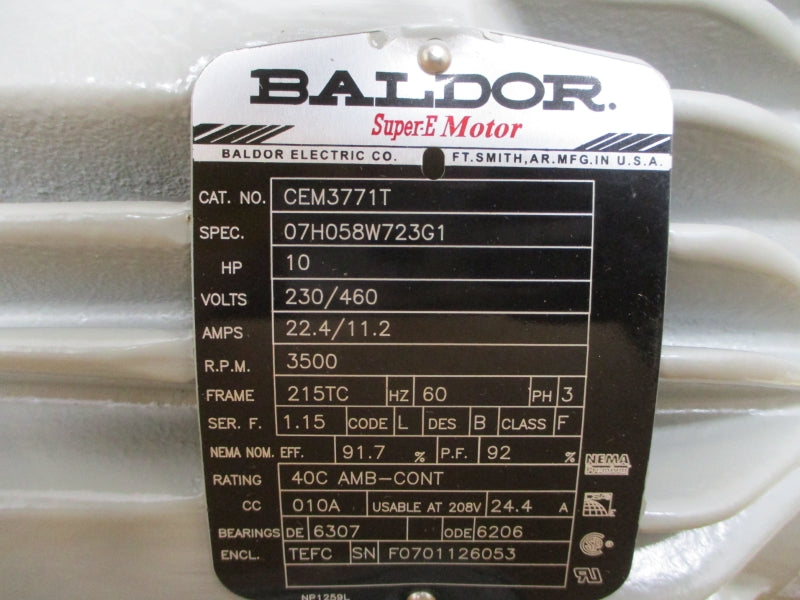 BALDOR.
Super-E Motor
BALDOR ELECTRIC CO. FT. SMITH, AR. MFG. IN U.S.A.
CAT. NO. CEM3771T
SPEC. 07H058W723G1
HP 10
VOLTS 230/460
AMPS 22.4/11.2
R.P.M. 3500
FRAME 215TC HZ 60 PH 3
SER. F. 1.15 CODE L DES B CLASS F
NEMA NOM. EFF. 91.7 % P.F. 92 %
NEMA
Premium
RATING 40C AMB-CONT
CC 010A USABLE AT 208V 24.4 A
BEARINGS DE 6307 ODE 6206
ENCL. TEFC SN F0701126053
NP1259L